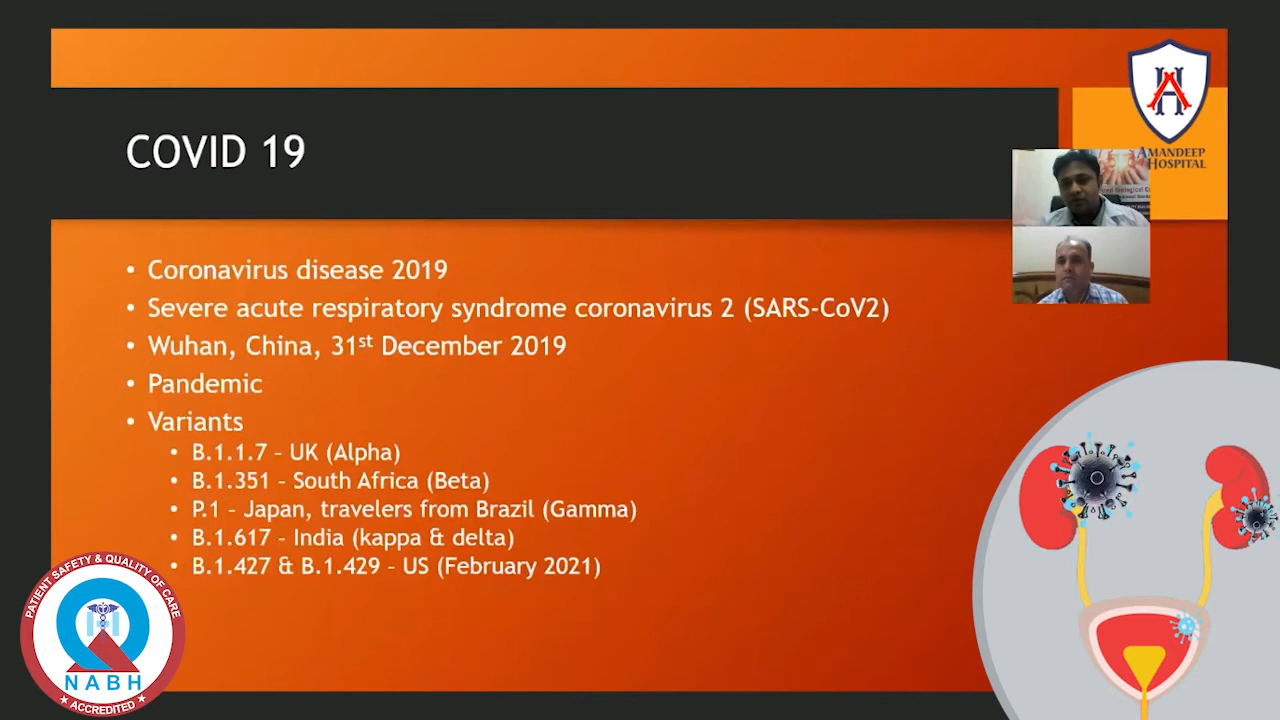 COVID 19
AMANDEEP
HOSPITAL
• Coronavirus disease 2019
• Severe acute respiratory syndrome coronavirus 2 (SARS-CoV2)
• Wuhan, China, 31st December 2019
• Pandemic
• Variants
• B.1.1.7 – UK (Alpha)
• B.1.351 – South Africa (Beta)
• P.1 – Japan, travelers from Brazil (Gamma)
• B.1.617 – India (kappa & delta)
• B.1.427 & B.1.429 – US (February 2021)
PATIENT SAFETY & QUALITY OF CARE
NABH
★ ACCREDITED ★